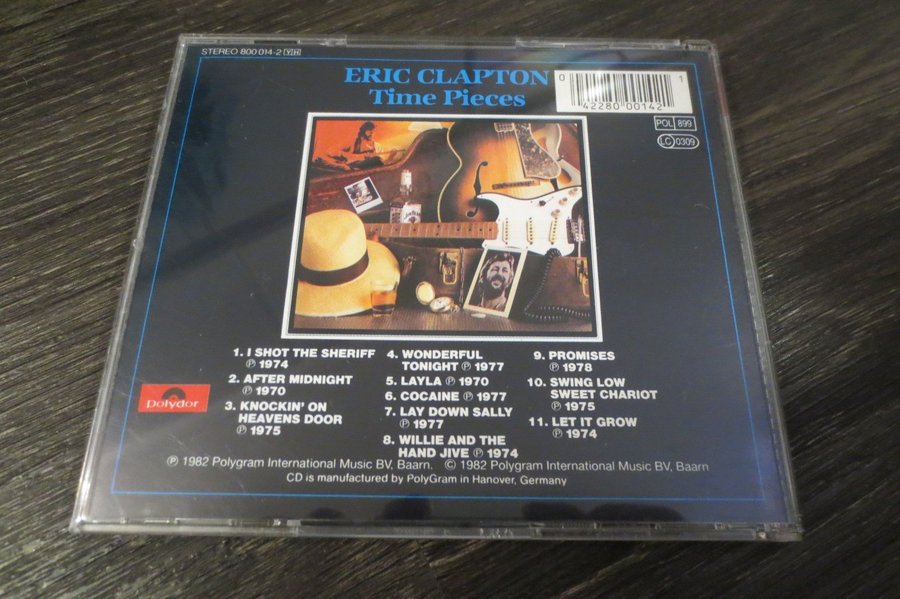 STEREO 800 014-2 Y/H
ERIC CLAPTON
Time Pieces
0 42280 00142 1
POL 899
LC 0309
1. I SHOT THE SHERIFF
℗ 1974
2. AFTER MIDNIGHT
℗ 1970
3. KNOCKIN' ON
HEAVENS DOOR
℗ 1975
4. WONDERFUL
TONIGHT ℗ 1977
5. LAYLA ℗ 1970
6. COCAINE ℗ 1977
7. LAY DOWN SALLY
℗ 1977
8. WILLIE AND THE
HAND JIVE ℗ 1974
9. PROMISES
℗ 1978
10. SWING LOW
SWEET CHARIOT
℗ 1975
11. LET IT GROW
℗ 1974
Polydor
℗ 1982 Polygram International Music BV, Baarn. © 1982 Polygram International Music BV, Baarn
CD is manufactured by PolyGram in Hanover, Germany